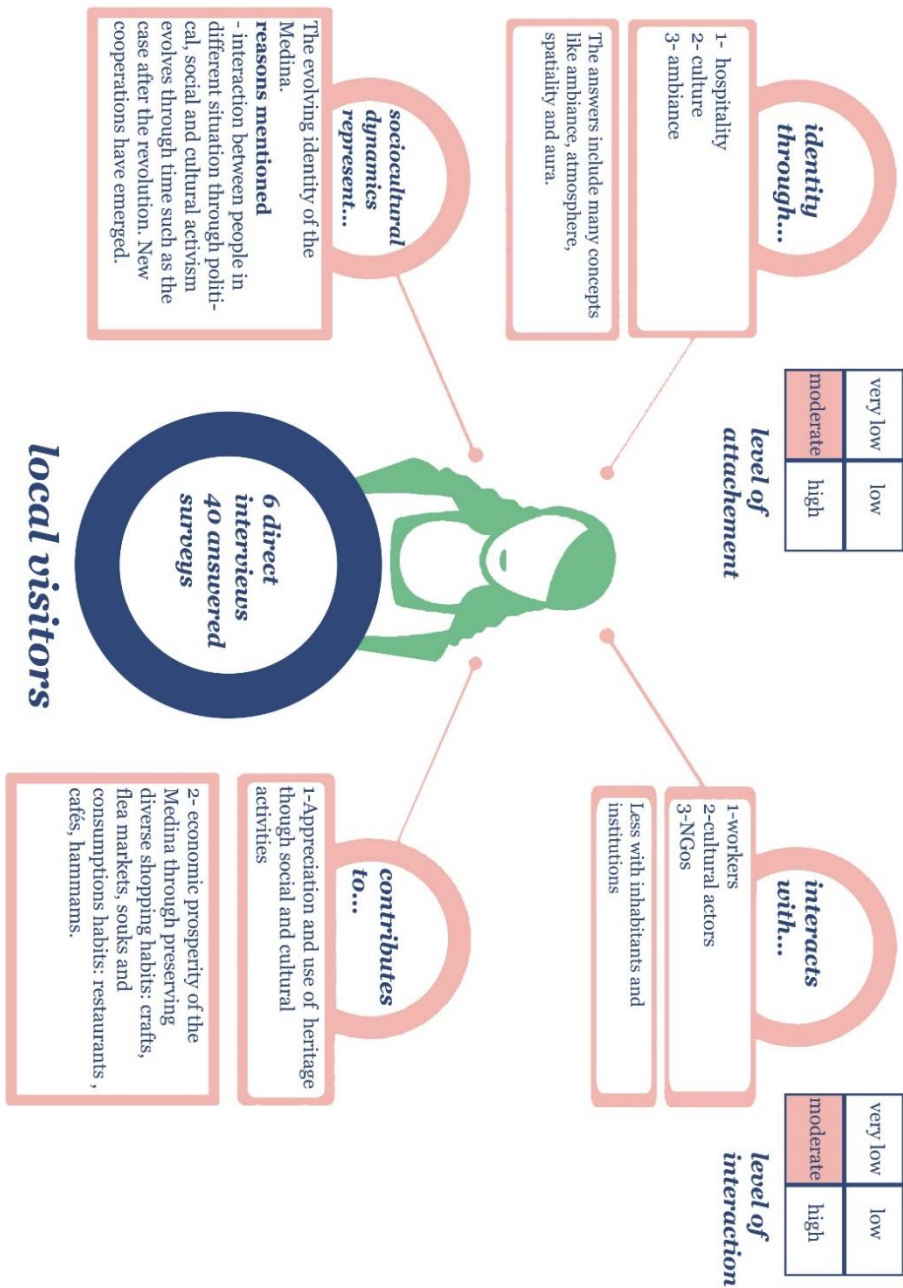 identity
through...
1- hospitality
2- culture
3- ambiance
The answers include many concepts
like ambiance, atmosphere,
spatiality and aura.
very low
low
moderate
high
level of
attachement
interacts
with...
1-workers
2-cultural actors
3-NGos
Less with inhabitants and
institutions
very low
low
moderate
high
level of
interaction
sociocultural
dynamics
represent...
The evolving identity of the
Medina.
reasons mentioned
- interaction between people in
different situation through politi-
cal, social and cultural activism
evolves through time such as the
case after the revolution. New
cooperations have emerged.
contributes
to...
1-Appreciation and use of heritage
though social and cultural
activities
2- economic prosperity of the
Medina through preserving
diverse shopping habits: crafts,
flea markets, souks and
consumptions habits: restaurants ,
cafés, hammams.
6 direct
interviews
40 answered
surveys
local visitors